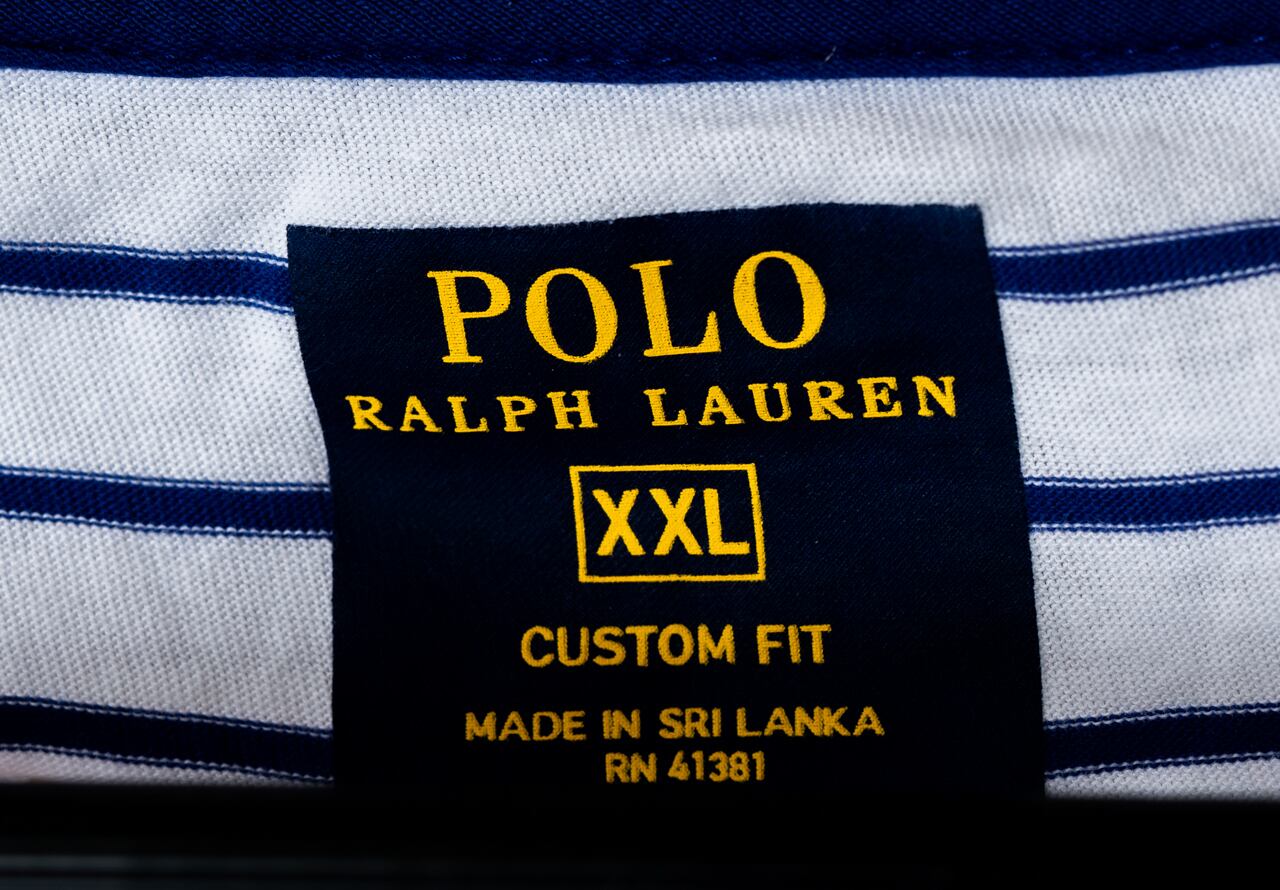 POLO
RALPH LAUREN
XXL
CUSTOM FIT
MADE IN SRI LANKA
RN 41381